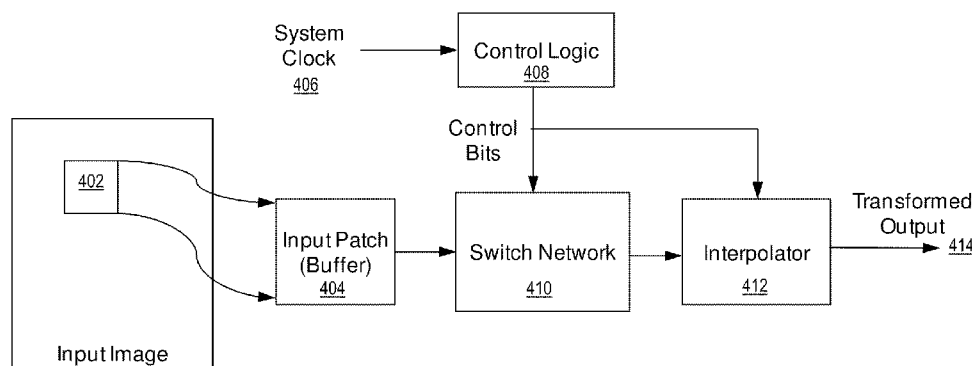 System
Clock
406
Control Logic
408
Control
Bits
402
Input Patch
(Buffer)
404
Switch Network
410
Interpolator
412
Transformed
Output
414
Input Image